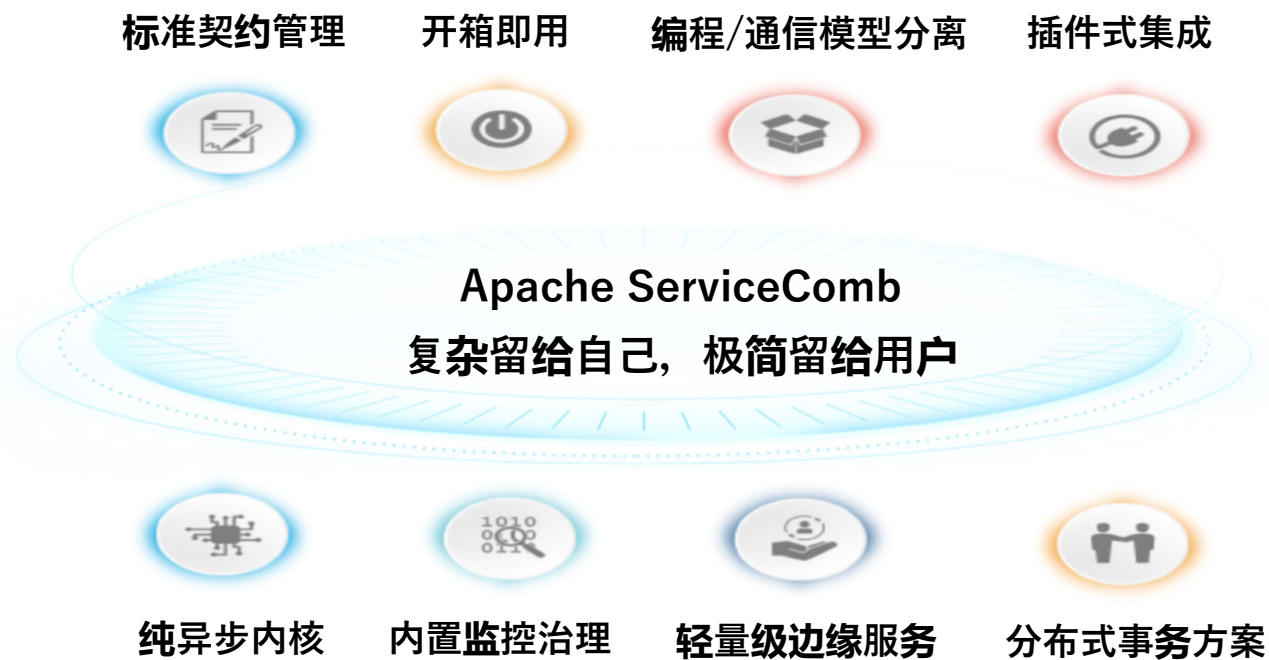 标准契约管理
开箱即用
编程/通信模型分离
插件式集成
Apache ServiceComb
复杂留给自己，极简留给用户
1010
0110
纯异步内核
内置监控治理
轻量级边缘服务
分布式事务方案